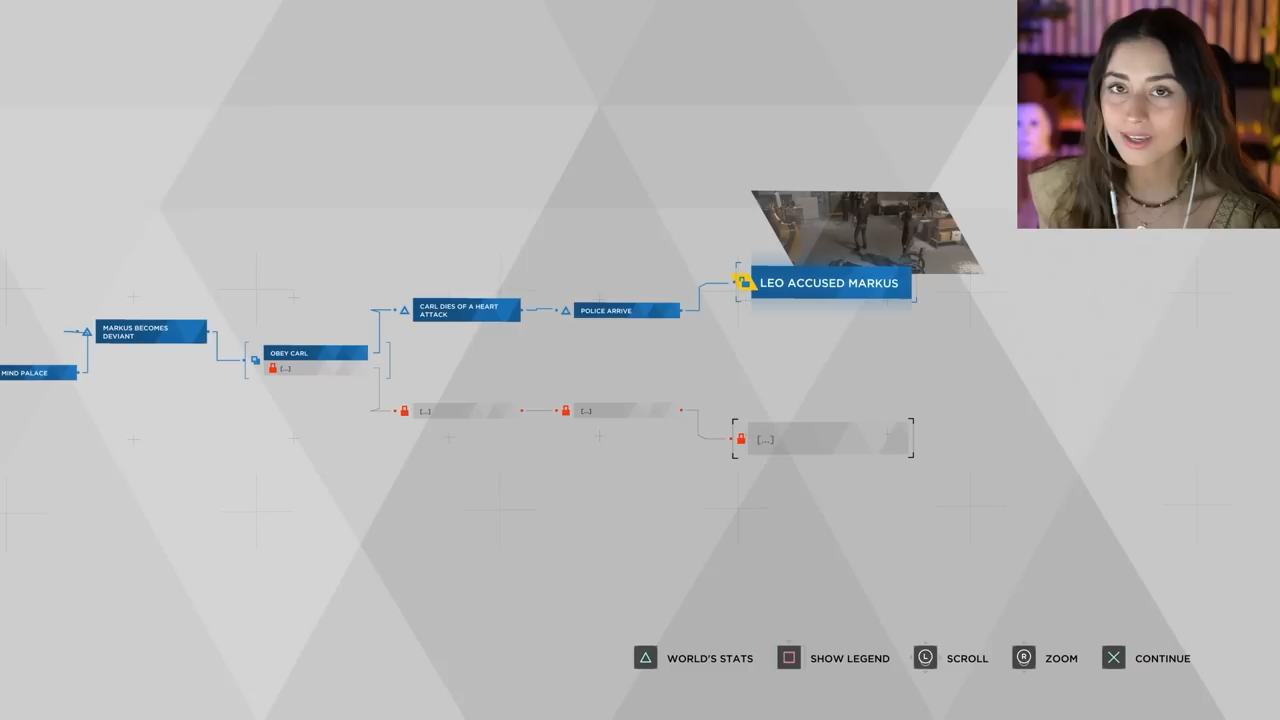 MARKUS BECOMES
DEVIANT
MIND PALACE
OBEY CARL
[...]
CARL DIES OF A HEART
ATTACK
POLICE ARRIVE
LEO ACCUSED MARKUS
[...]
[...]
[...]
WORLD'S STATS
SHOW LEGEND
L
SCROLL
R
ZOOM
CONTINUE